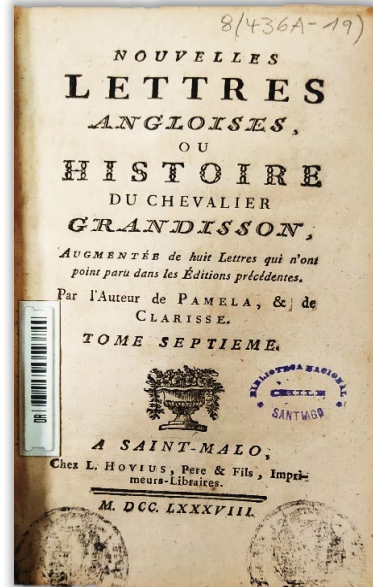 8(436A-19)
NOUVELLES
LETTRES
ANGLOISES,
OU
HISTOIRE
DU CHEVALIER
GRANDISSON,
AUGMENTÉE de huit Lettres qui n'ont
point paru dans les Éditions précédentes.
Par l'Auteur de PAMELA, & de
CLARISSE.
TOME SEPTIEME.
BIBLIOTECA NACIONAL
CHILE
SANTIAGO
A SAINT-MALO,
Chez L. HOVIUS, Pere & Fils, Impri-
meurs-Libraires.
M. DCC. LXXXVIII.